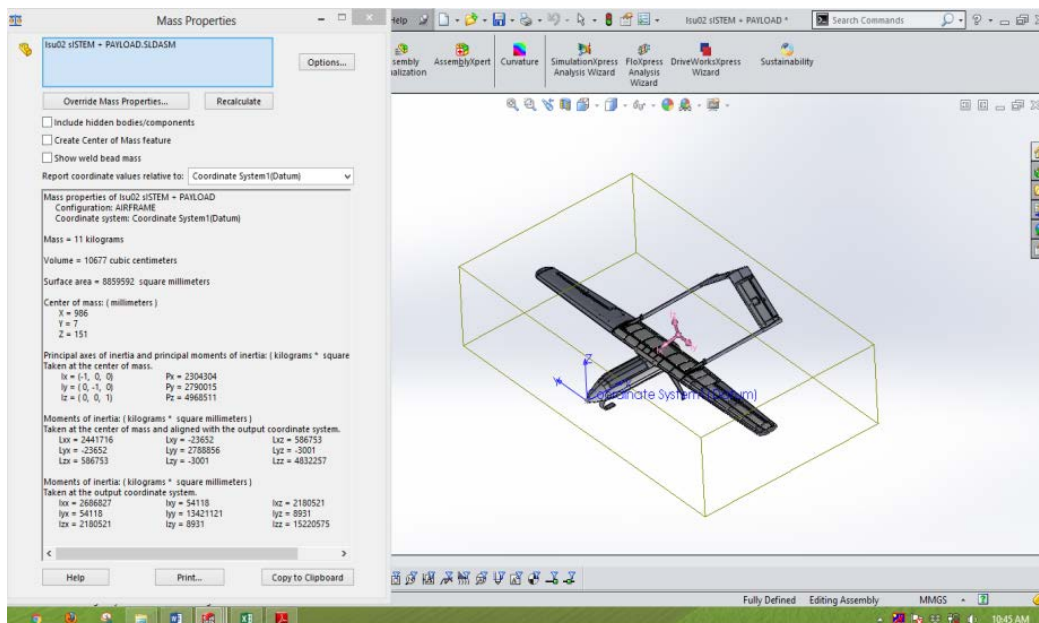 Mass Properties
Isu02 sISTEM + PAYLOAD.SLDASM
Options...
Override Mass Properties...
Recalculate
Include hidden bodies/components
Create Center of Mass feature
Show weld bead mass
Report coordinate values relative to: Coordinate System1(Datum)
Mass properties of Isu02 sISTEM + PAYLOAD
Configuration: AIRFRAME
Coordinate system: Coordinate System1(Datum)
Mass = 11 kilograms
Volume = 10677 cubic centimeters
Surface area = 8859592 square millimeters
Center of mass: ( millimeters )
X = 986
Y = 7
Z = 151
Principal axes of inertia and principal moments of inertia: ( kilograms * square
Taken at the center of mass.
Ix = (-1, 0, 0) Px = 2304304
Iy = ( 0, -1, 0) Py = 2790015
Iz = ( 0, 0, 1) Pz = 4968511
Moments of inertia: ( kilograms * square millimeters )
Taken at the center of mass and aligned with the output coordinate system.
Lxx = 2441716 Lxy = -23652 Lxz = 586753
Lyx = -23652 Lyy = 2788856 Lyz = -3001
Lzx = 586753 Lzy = -3001 Lzz = 4832257
Moments of inertia: ( kilograms * square millimeters )
Taken at the output coordinate system.
Ixx = 2686827 Ixy = 54118 Ixz = 2180521
Iyx = 54118 Iyy = 13421121 Iyz = 8931
Izx = 2180521 Izy = 8931 Izz = 15220575
Help
Print...
Copy to Clipboard
Help
Isu02 sISTEM + PAYLOAD *
Search Commands
sembly
ualization
AssemblyXpert
Curvature
SimulationXpress
Analysis Wizard
FloXpress
Analysis
Wizard
DriveWorksXpress
Wizard
Sustainability
Z
Coordinate System1(Datum)
Fully Defined
Editing Assembly
MMGS
10:45 AM